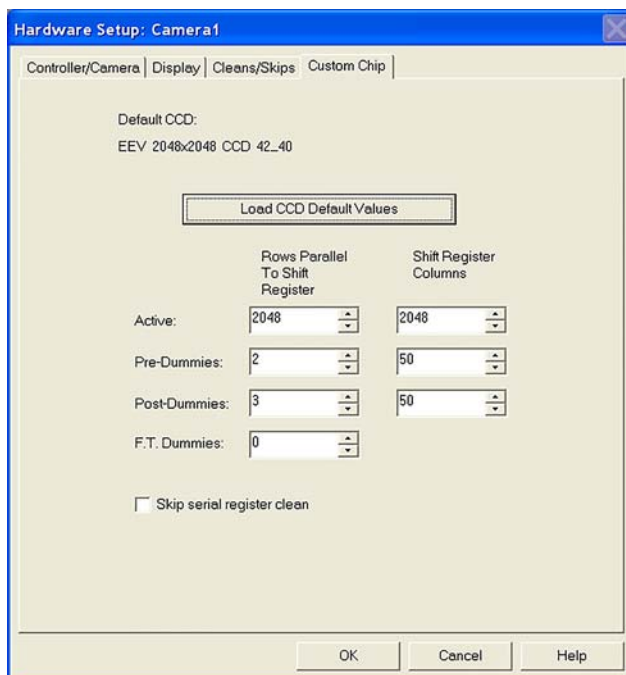 Hardware Setup: Camera1
Controller/Camera Display Cleans/Skips Custom Chip
Default CCD:
EEV 2048x2048 CCD 42_40
Load CCD Default Values
Rows Parallel
To Shift
Register
Shift Register
Columns
Active: 2048 2048
Pre-Dummies: 2 50
Post-Dummies: 3 50
F.T. Dummies: 0
Skip serial register clean
OK Cancel Help